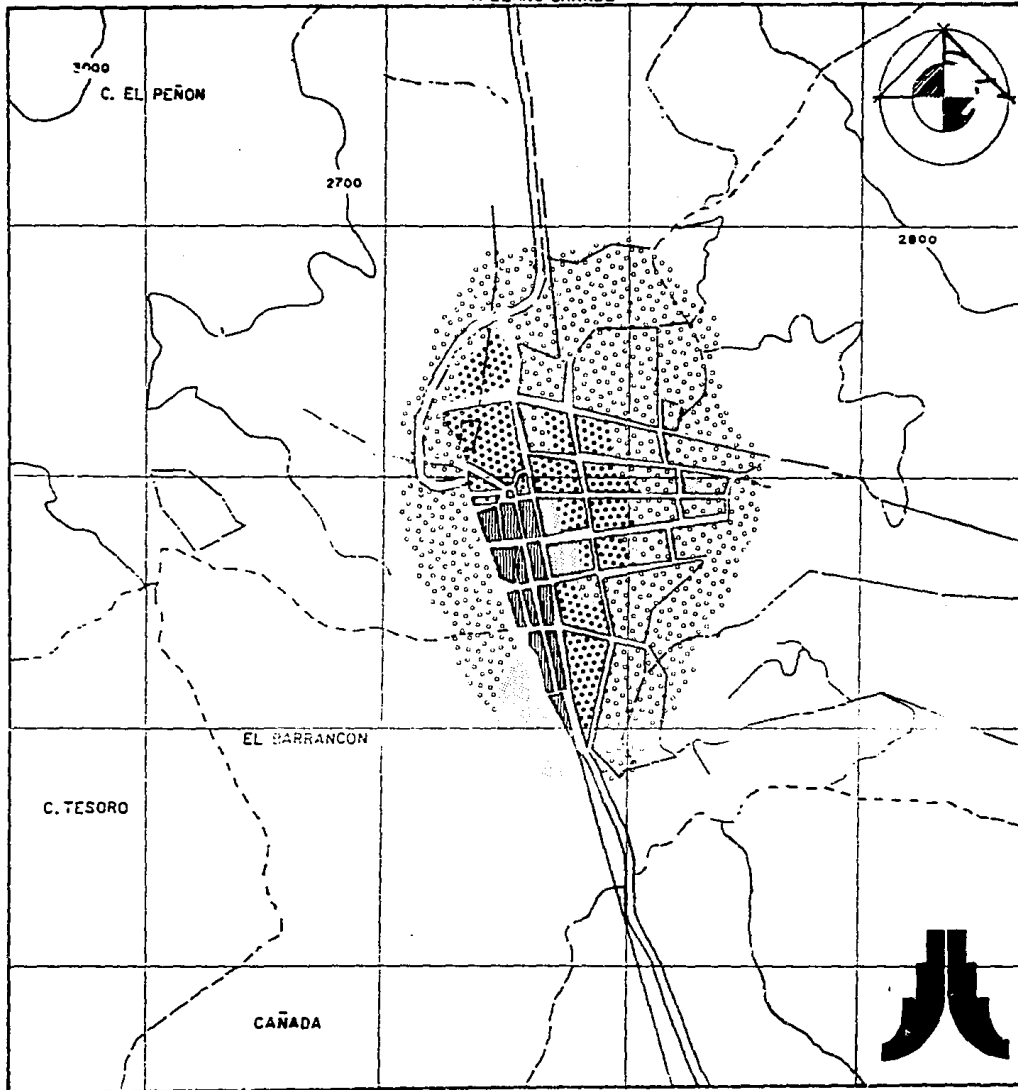 3000
C. EL PEÑON
2700
2800
EL BARRANCON
C. TESORO
CAÑADA